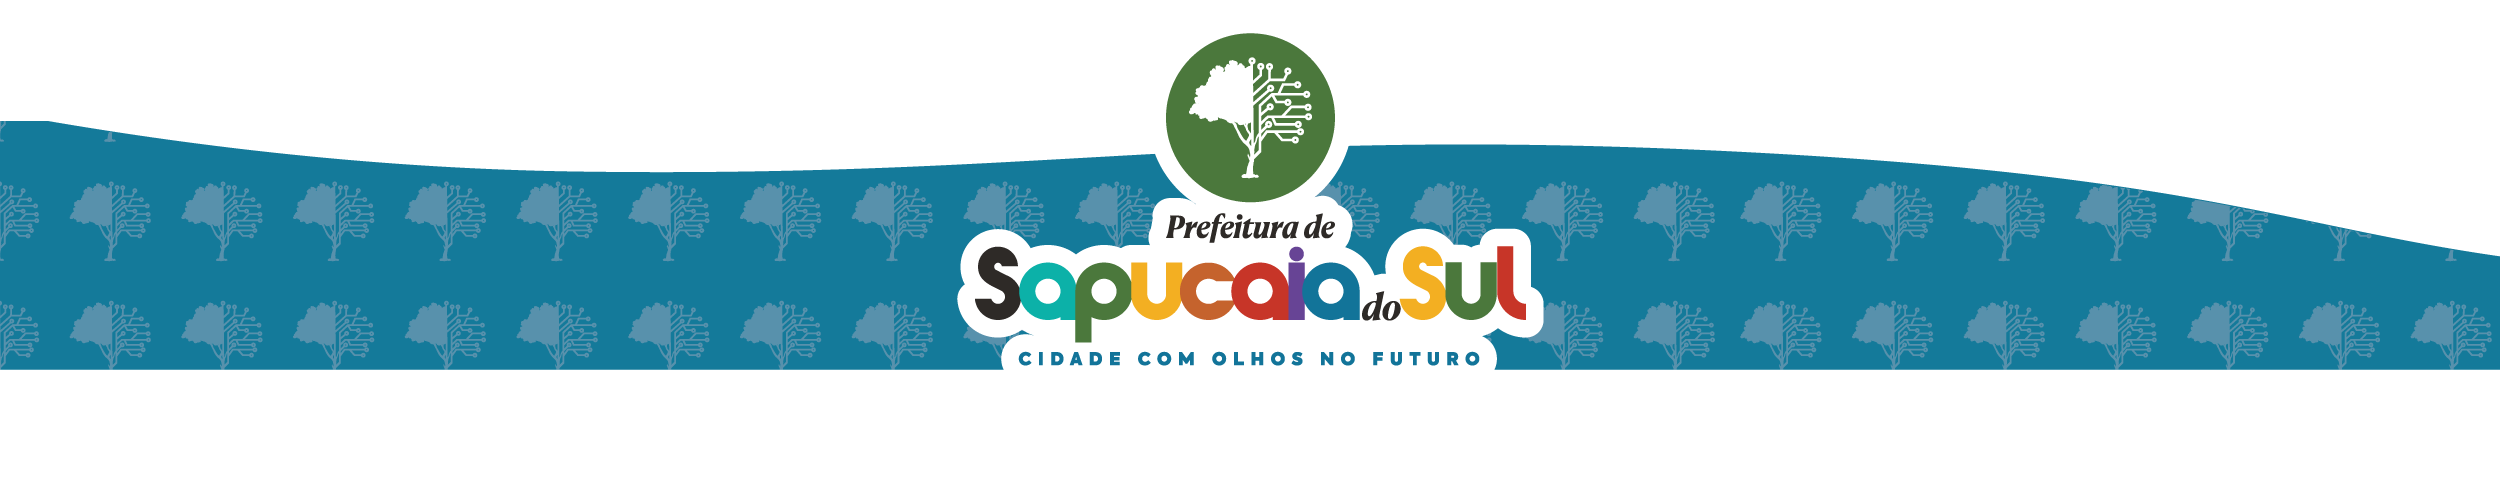 Prefeitura de
Sapucaia do Sul
CIDADE COM OLHOS NO FUTURO